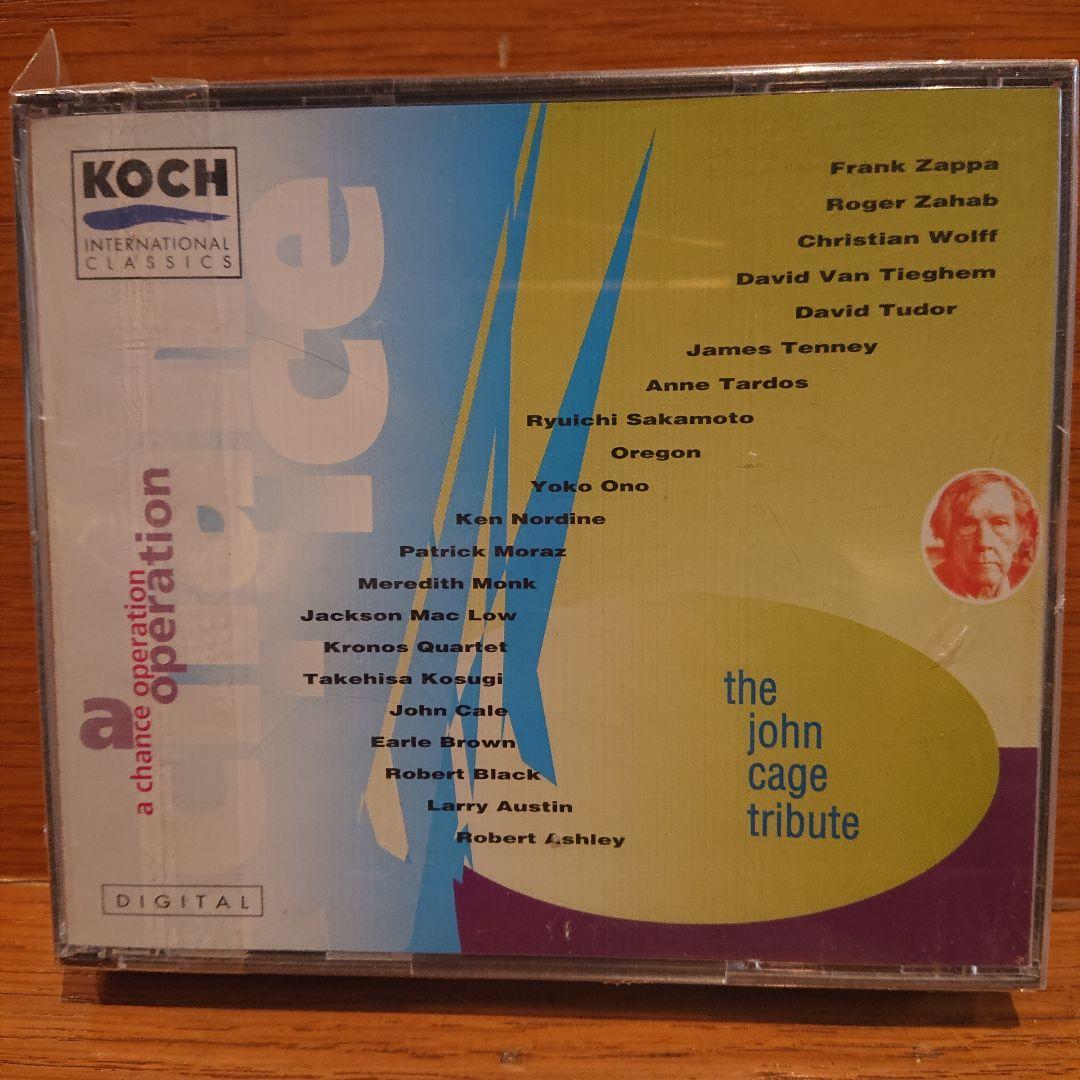 KOCH
INTERNATIONAL
CLASSICS
chance
a chance operation
a operation
DIGITAL
Frank Zappa
Roger Zahab
Christian Wolff
David Van Tieghem
David Tudor
James Tenney
Anne Tardos
Ryuichi Sakamoto
Oregon
Yoko Ono
Ken Nordine
Patrick Moraz
Meredith Monk
Jackson Mac Low
Kronos Quartet
Takehisa Kosugi
John Cale
Earle Brown
Robert Black
Larry Austin
Robert Ashley
the
john
cage
tribute